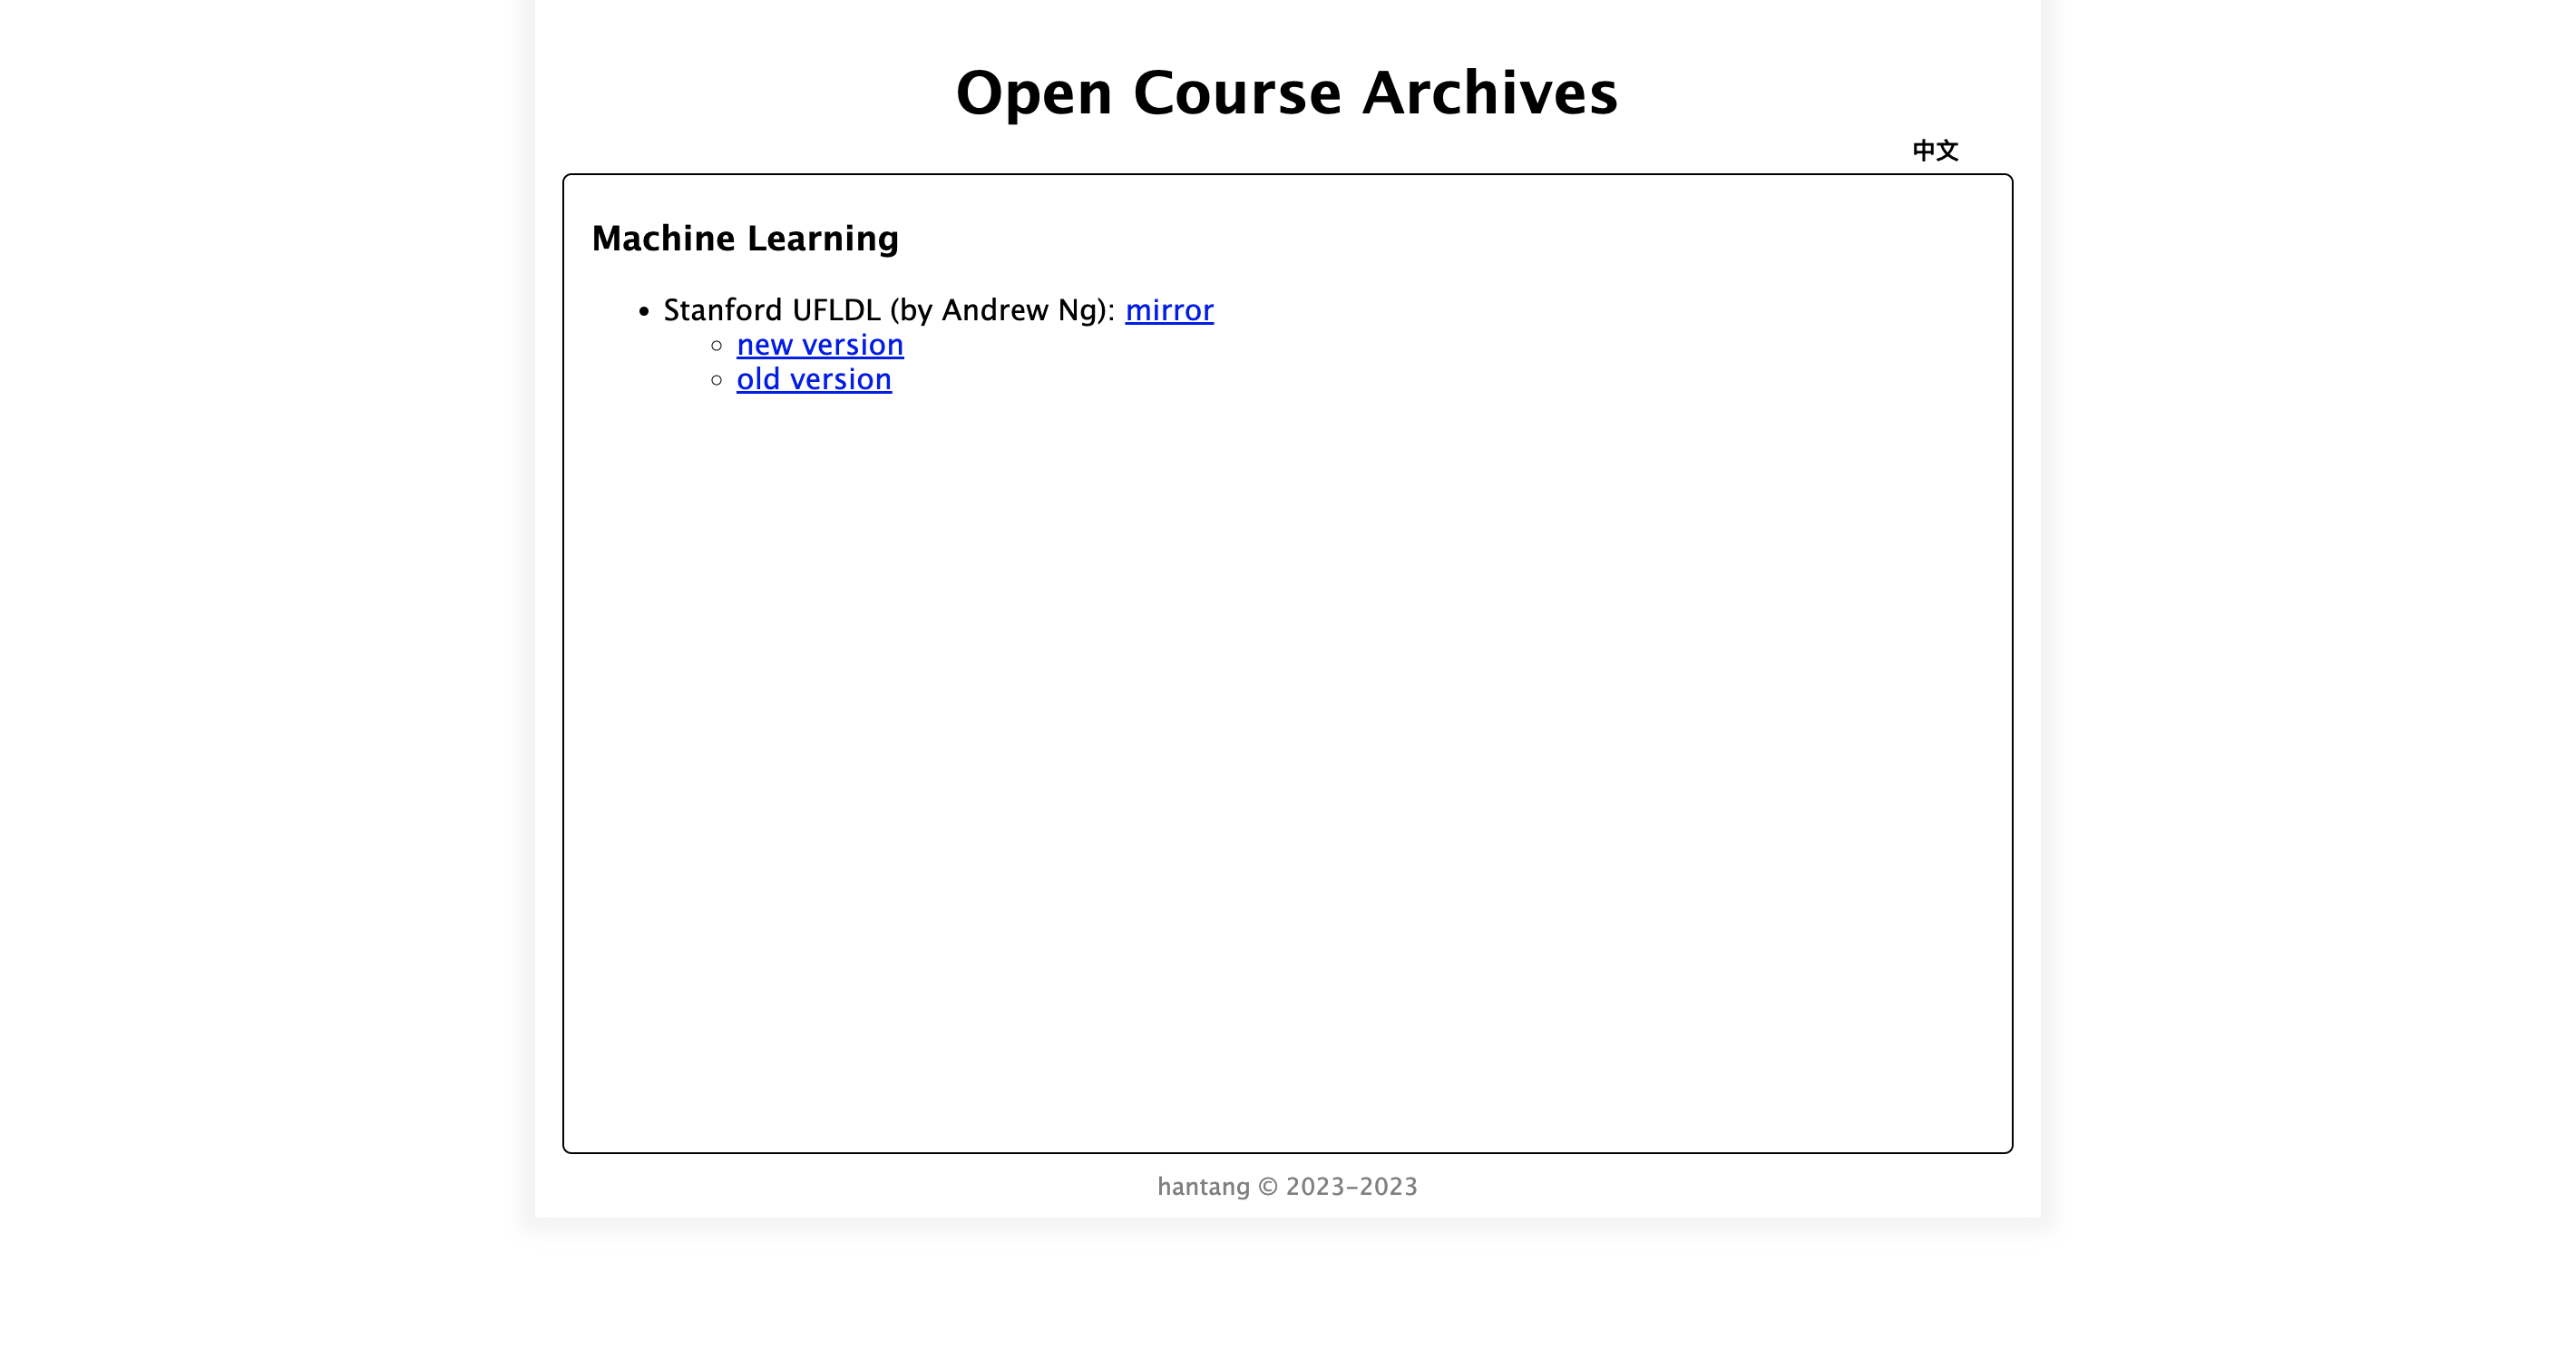 Open Course Archives
中文
Machine Learning
• Stanford UFLDL (by Andrew Ng): mirror
◦ new version
◦ old version
hantang © 2023-2023